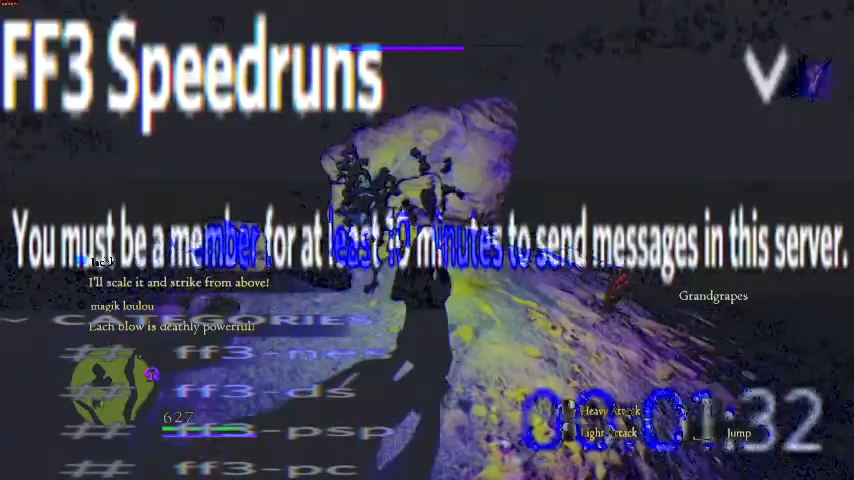 FF3 Speedruns
You must be a member for at least 10 minutes to send messages in this server.
Jack
I'll scale it and strike from above!
Grandgrapes
magik loulou
Each blow is deathly powerful!
CATEGORIES
## ff3-nes
## ff3-ds
627
## ff3-psp
## ff3-pc
00:01:32
Heavy Attack
Light Attack
Jump